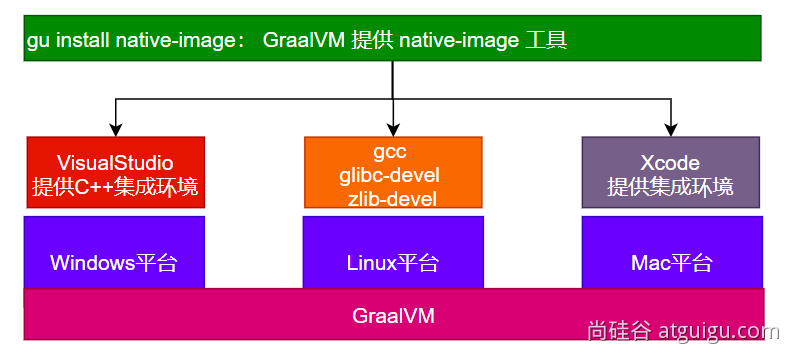 gu install native-image： GraalVM 提供 native-image 工具
VisualStudio
提供C++集成环境
gcc
glibc-devel
zlib-devel
Xcode
提供集成环境
Windows平台
Linux平台
Mac平台
GraalVM
尚硅谷 atguigu.com